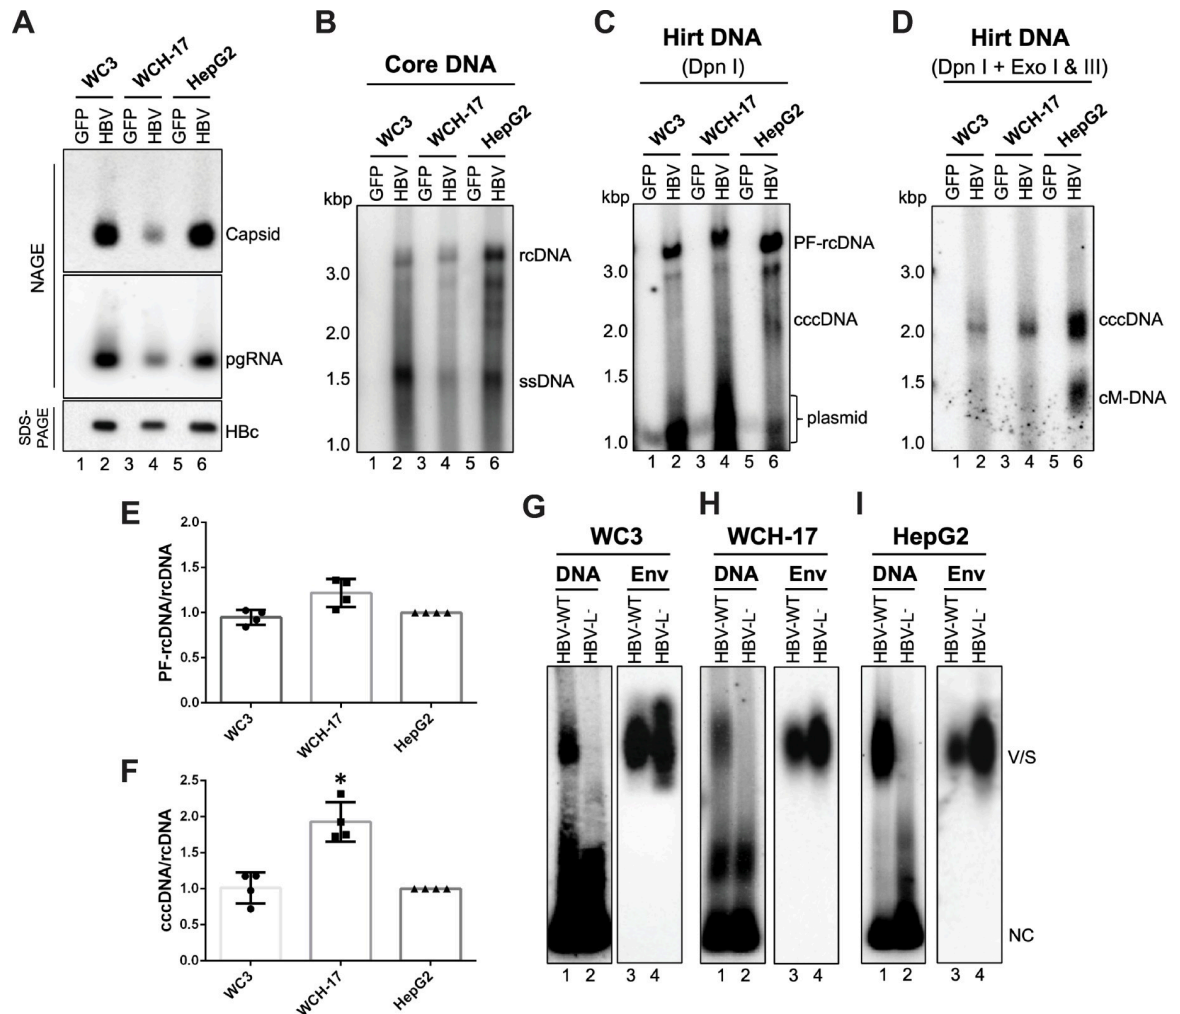 A
WC3 WCH-17 HepG2
GFP HBV GFP HBV GFP HBV
NAGE
Capsid
pgRNA
SDS-
PAGE
HBc
1 2 3 4 5 6
B
Core DNA
WC3 WCH-17 HepG2
GFP HBV GFP HBV GFP HBV
kbp
rcDNA
3.0
2.0
1.5
ssDNA
1.0
1 2 3 4 5 6
C
Hirt DNA
(Dpn I)
WC3 WCH-17 HepG2
GFP HBV GFP HBV GFP HBV
kbp
PF-rcDNA
3.0
cccDNA
2.0
1.5
plasmid
1.0
1 2 3 4 5 6
D
Hirt DNA
(Dpn I + Exo I & III)
WC3 WCH-17 HepG2
GFP HBV GFP HBV GFP HBV
kbp
3.0
cccDNA
2.0
1.5
cM-DNA
1.0
1 2 3 4 5 6
E
PF-rcDNA/rcDNA
2.0
1.5
1.0
0.5
0.0
WC3 WCH-17 HepG2
F
cccDNA/rcDNA
2.5
2.0
1.5
1.0
0.5
0.0
*
WC3 WCH-17 HepG2
G
WC3
DNA Env
HBV-WT HBV-L- HBV-WT HBV-L-
1 2 3 4
H
WCH-17
DNA Env
HBV-WT HBV-L- HBV-WT HBV-L-
1 2 3 4
I
HepG2
DNA Env
HBV-WT HBV-L- HBV-WT HBV-L-
V/S
NC
1 2 3 4